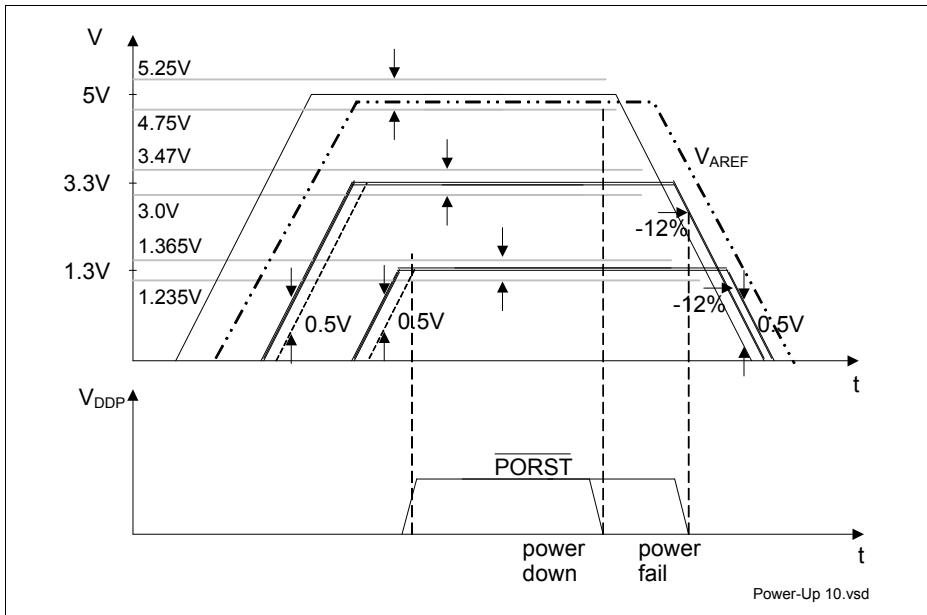 V
5.25V
5V
4.75V
3.47V
V_AREF
3.3V
3.0V
-12%
1.365V
1.3V
-12%
1.235V
0.5V
0.5V
0.5V
t
V_DDP
PORST
power down
power fail
t
Power-Up 10.vsd